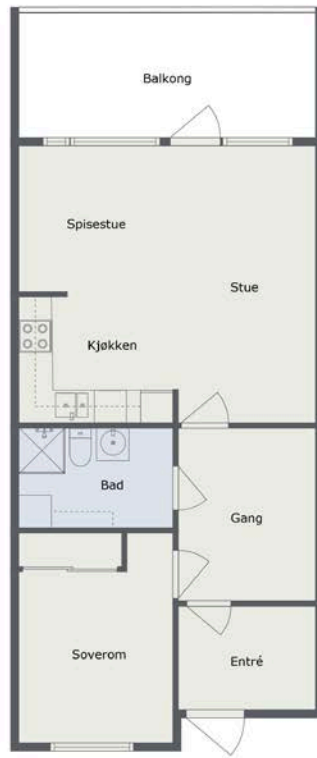 Balkong
Spisestue
Stue
Kjøkken
Bad
Gang
Soverom
Entré